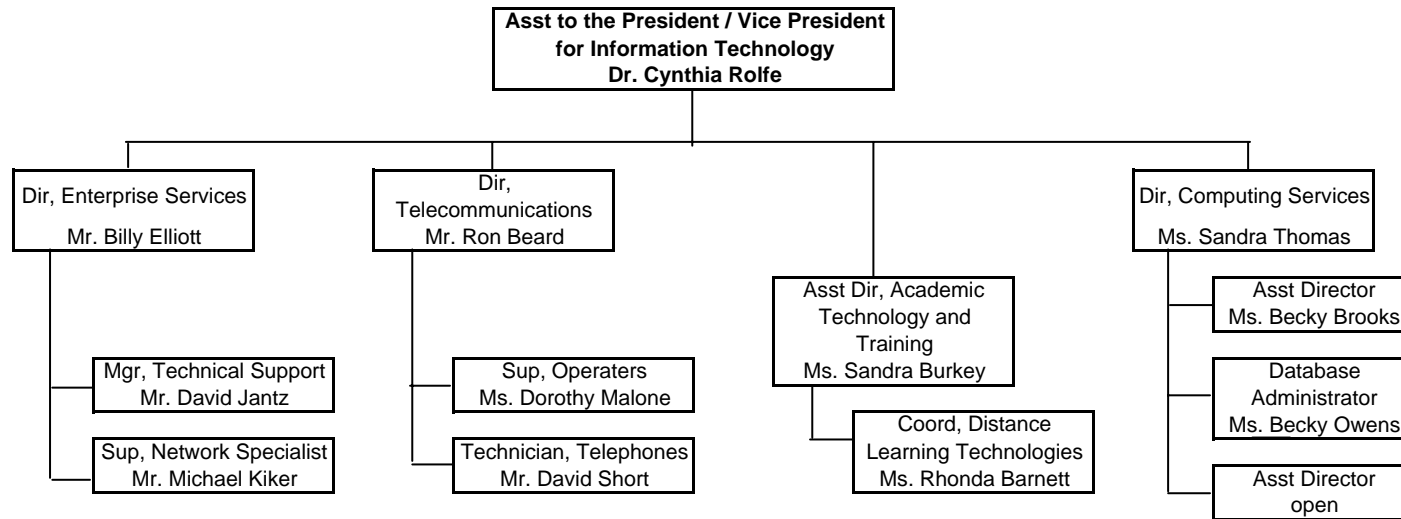 Asst to the President / Vice President
for Information Technology
Dr. Cynthia Rolfe
Dir, Enterprise Services
Mr. Billy Elliott
Mgr, Technical Support
Mr. David Jantz
Sup, Network Specialist
Mr. Michael Kiker
Dir,
Telecommunications
Mr. Ron Beard
Sup, Operaters
Ms. Dorothy Malone
Technician, Telephones
Mr. David Short
Asst Dir, Academic
Technology and
Training
Ms. Sandra Burkey
Coord, Distance
Learning Technologies
Ms. Rhonda Barnett
Dir, Computing Services
Ms. Sandra Thomas
Asst Director
Ms. Becky Brooks
Database
Administrator
Ms. Becky Owens
Asst Director
open